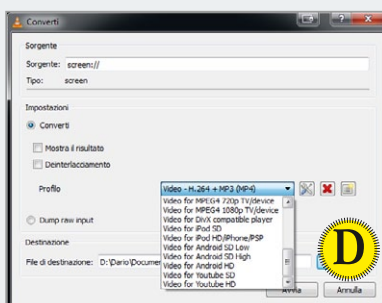 Converti
Sorgente
Sorgente: screen://
Tipo: screen
Impostazioni
Converti
Mostra il risultato
Deinterlacciamento
Profilo
Video - H.264 + MP3 (MP4)
Video for MPEG4 720p TV/device
Video for MPEG4 1080p TV/device
Video for DivX compatible player
Video for iPod SD
Video for iPod HD/iPhone/PSP
Video for Android SD Low
Video for Android SD High
Video for Android HD
Video for Youtube SD
Video for Youtube HD
Dump raw input
Destinazione
File di destinazione: D:\Dario\Docume
D
Avvia
Annulla